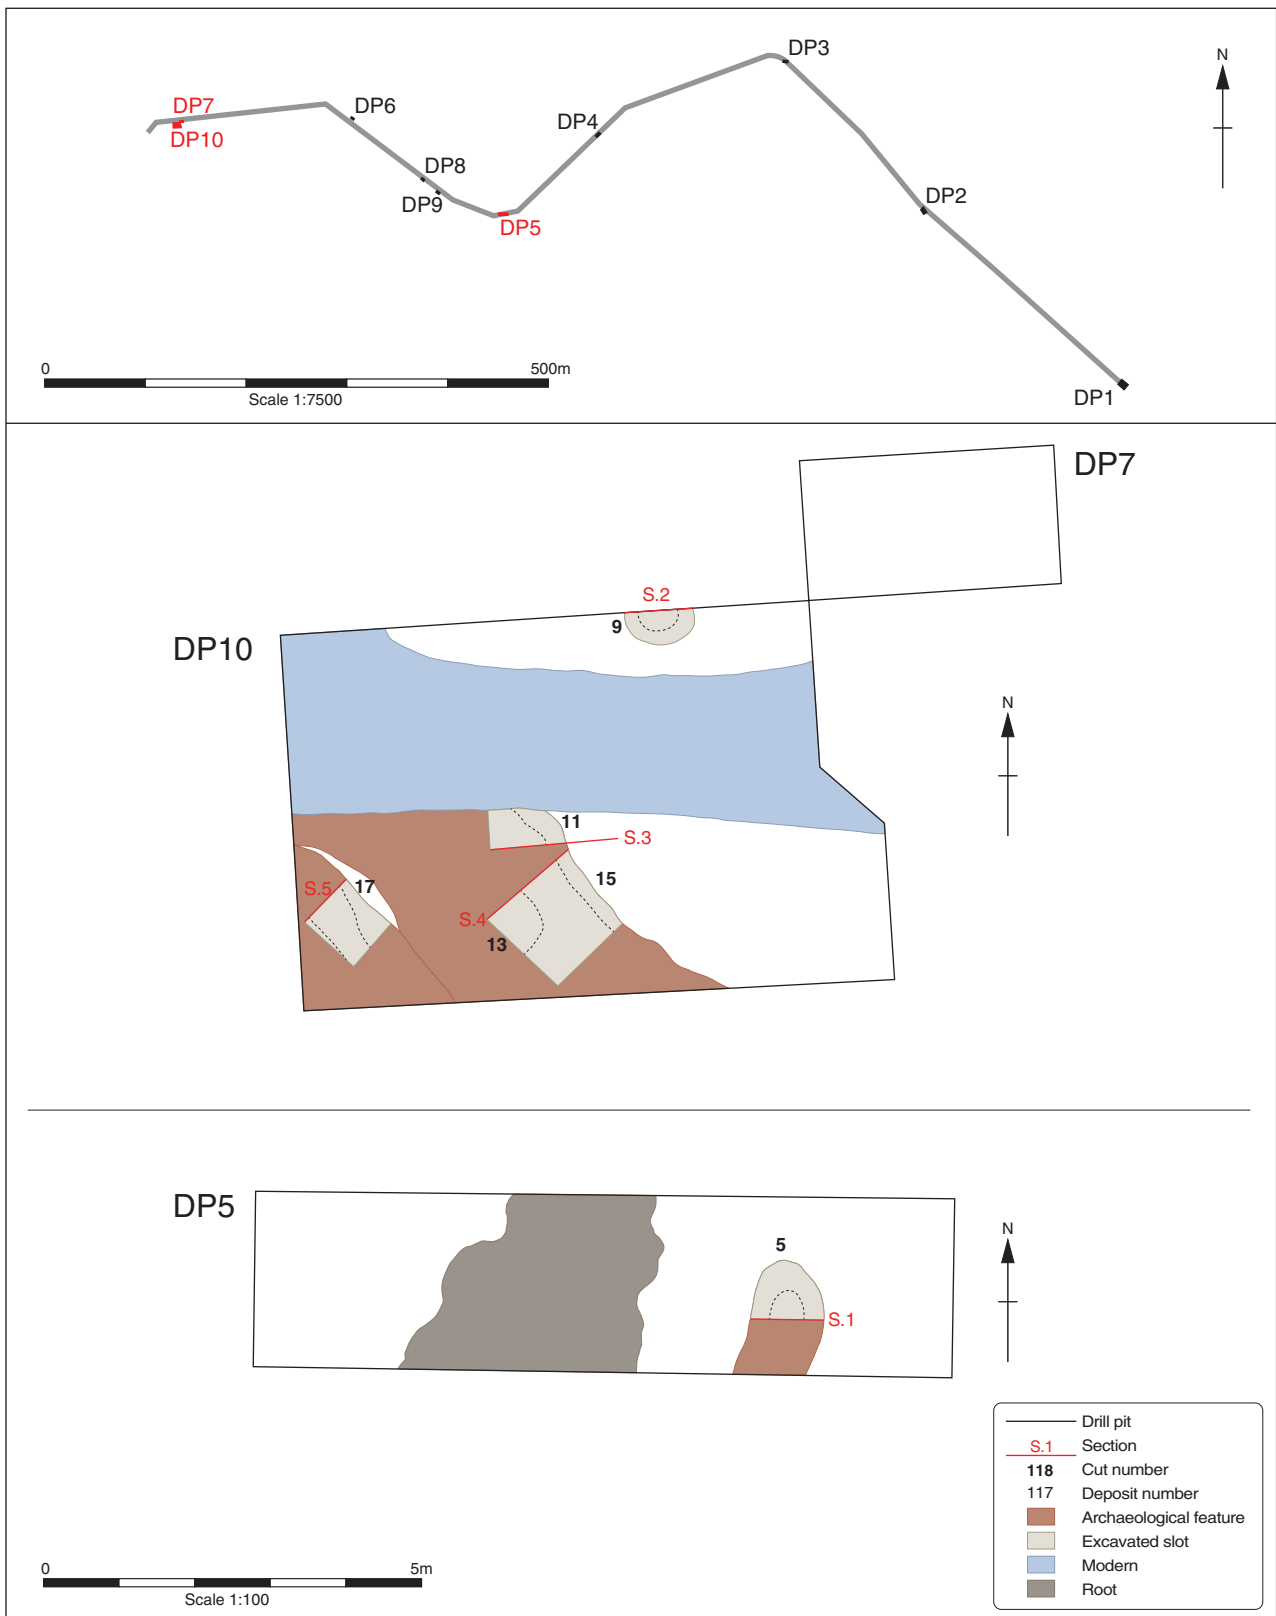 DP3
N
DP7
DP6
DP4
DP10
DP8
DP2
DP9
DP5
0 500m
Scale 1:7500
DP1
DP7
S.2
9
DP10
N
11
S.3
S.5
17
15
S.4
13
DP5
N
5
S.1
Drill pit
S.1 Section
118 Cut number
117 Deposit number
Archaeological feature
Excavated slot
Modern
Root
0 5m
Scale 1:100